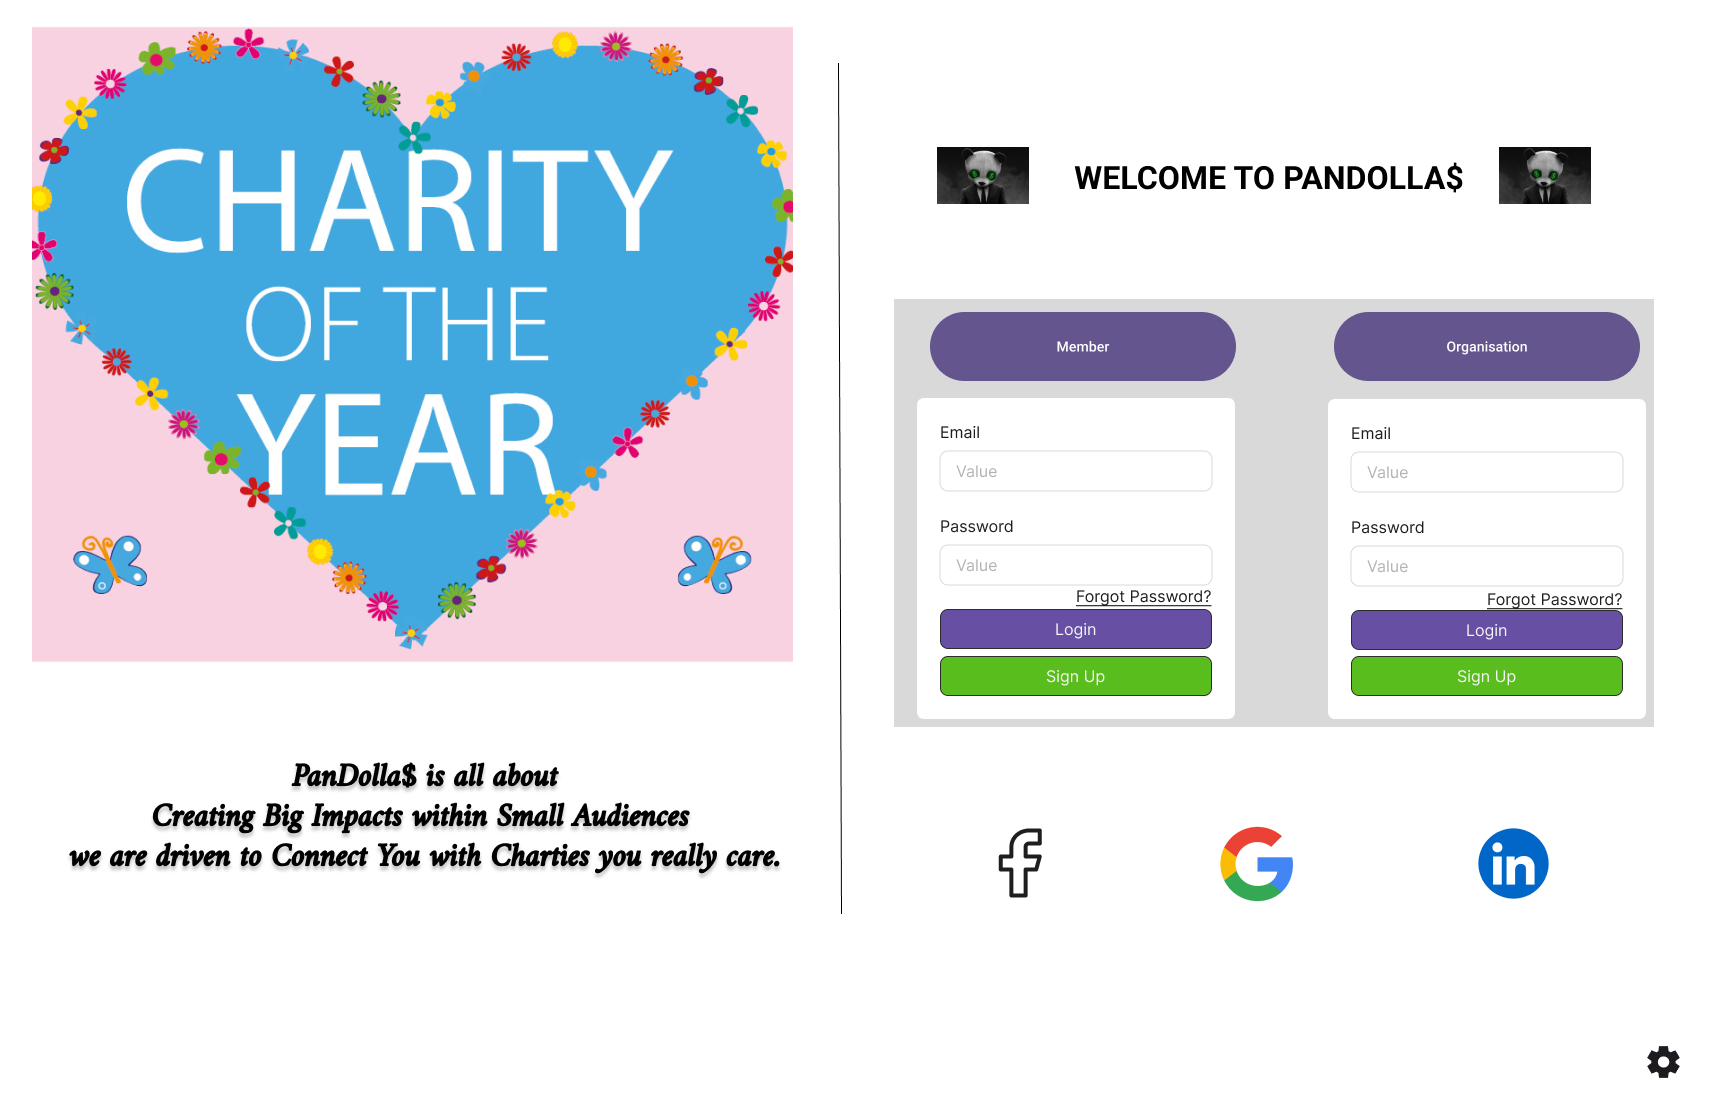 CHARITY
OF THE
YEAR
PanDolla$ is all about
Creating Big Impacts within Small Audiences
we are driven to Connect You with Charties you really care.
WELCOME TO PANDOLLA$
Member
Email
Value
Password
Value
Forgot Password?
Login
Sign Up
Organisation
Email
Value
Password
Value
Forgot Password?
Login
Sign Up
in